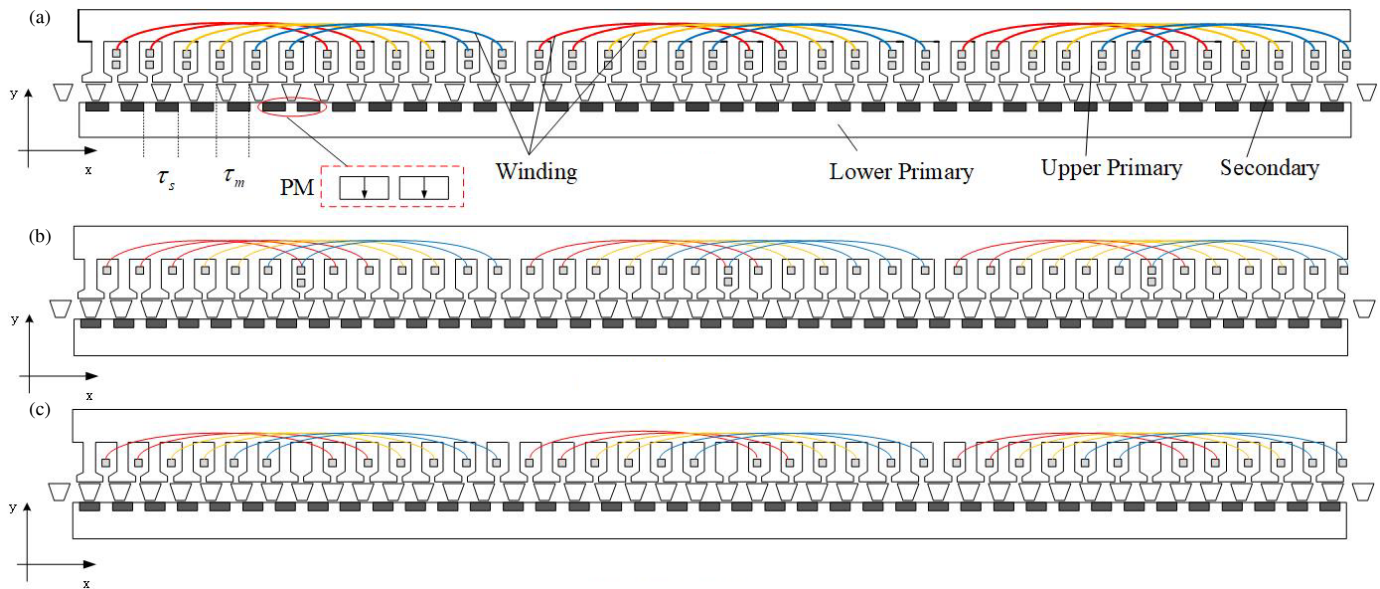 (a)
y
x
τs
τm
PM
Winding
Lower Primary
Upper Primary
Secondary
(b)
y
x
(c)
y
x